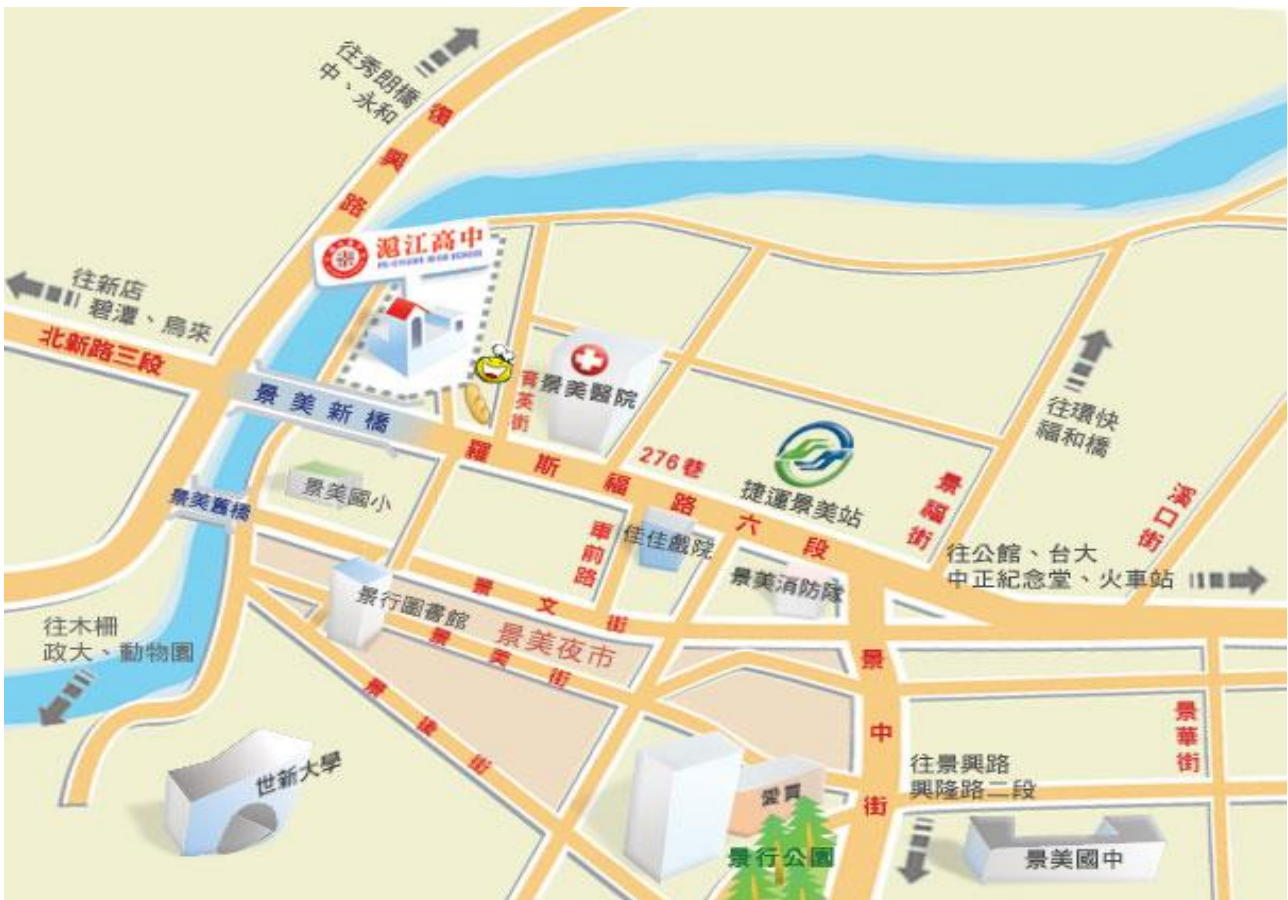 往秀朗橋
中、永和
復興路
滬江高中
HU-CHIANG HIGH SCHOOL
往新店
碧潭、烏來
北新路三段
景美新橋
育英街
景美醫院
276巷
羅斯福路六段
捷運景美站
景福街
往環快
福和橋
溪口街
景美國小
景美舊橋
車前路
佳佳戲院
景美消防隊
往公館、台大
中正紀念堂、火車站
景文街
景行圖書館
景美夜市
景美街
往木柵
政大、動物園
景後街
景中街
景華街
世新大學
往景興路
興隆路二段
愛買
景行公園
景美國中